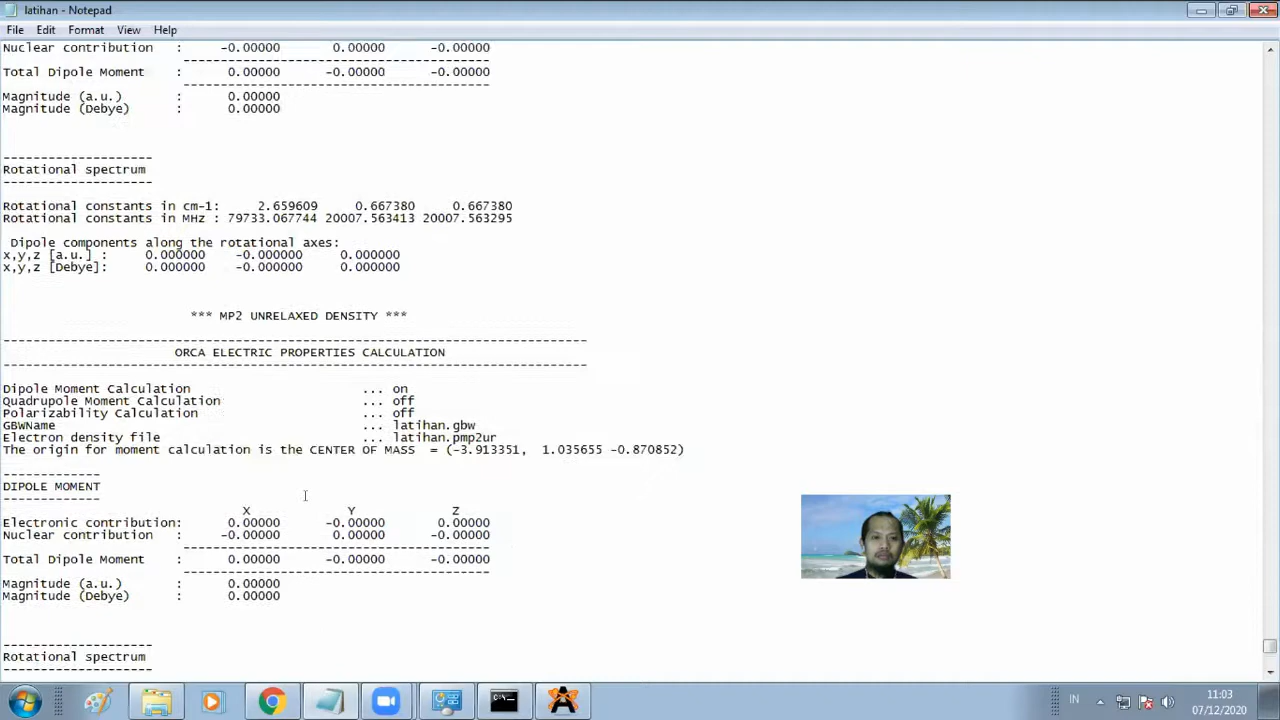 latihan - Notepad
File Edit Format View Help
Nuclear contribution : -0.00000 0.00000 -0.00000
-----------------------------------------
Total Dipole Moment : 0.00000 -0.00000 -0.00000
-----------------------------------------
Magnitude (a.u.) : 0.00000
Magnitude (Debye) : 0.00000
--------------------
Rotational spectrum
--------------------
Rotational constants in cm-1: 2.659609 0.667380 0.667380
Rotational constants in MHz : 79733.067744 20007.563413 20007.563295
Dipole components along the rotational axes:
x,y,z [a.u.] : 0.000000 -0.000000 0.000000
x,y,z [Debye]: 0.000000 -0.000000 0.000000
*** MP2 UNRELAXED DENSITY ***
------------------------------------------------------------------------------
ORCA ELECTRIC PROPERTIES CALCULATION
------------------------------------------------------------------------------
Dipole Moment Calculation ... on
Quadrupole Moment Calculation ... off
Polarizability Calculation ... off
GBWName ... latihan.gbw
Electron density file ... latihan.pmp2ur
The origin for moment calculation is the CENTER OF MASS = (-3.913351, 1.035655 -0.870852)
-------------
DIPOLE MOMENT
-------------
X Y Z
Electronic contribution: 0.00000 -0.00000 0.00000
Nuclear contribution : -0.00000 0.00000 -0.00000
-----------------------------------------
Total Dipole Moment : 0.00000 -0.00000 -0.00000
-----------------------------------------
Magnitude (a.u.) : 0.00000
Magnitude (Debye) : 0.00000
--------------------
Rotational spectrum
--------------------
IN
11:03
07/12/2020